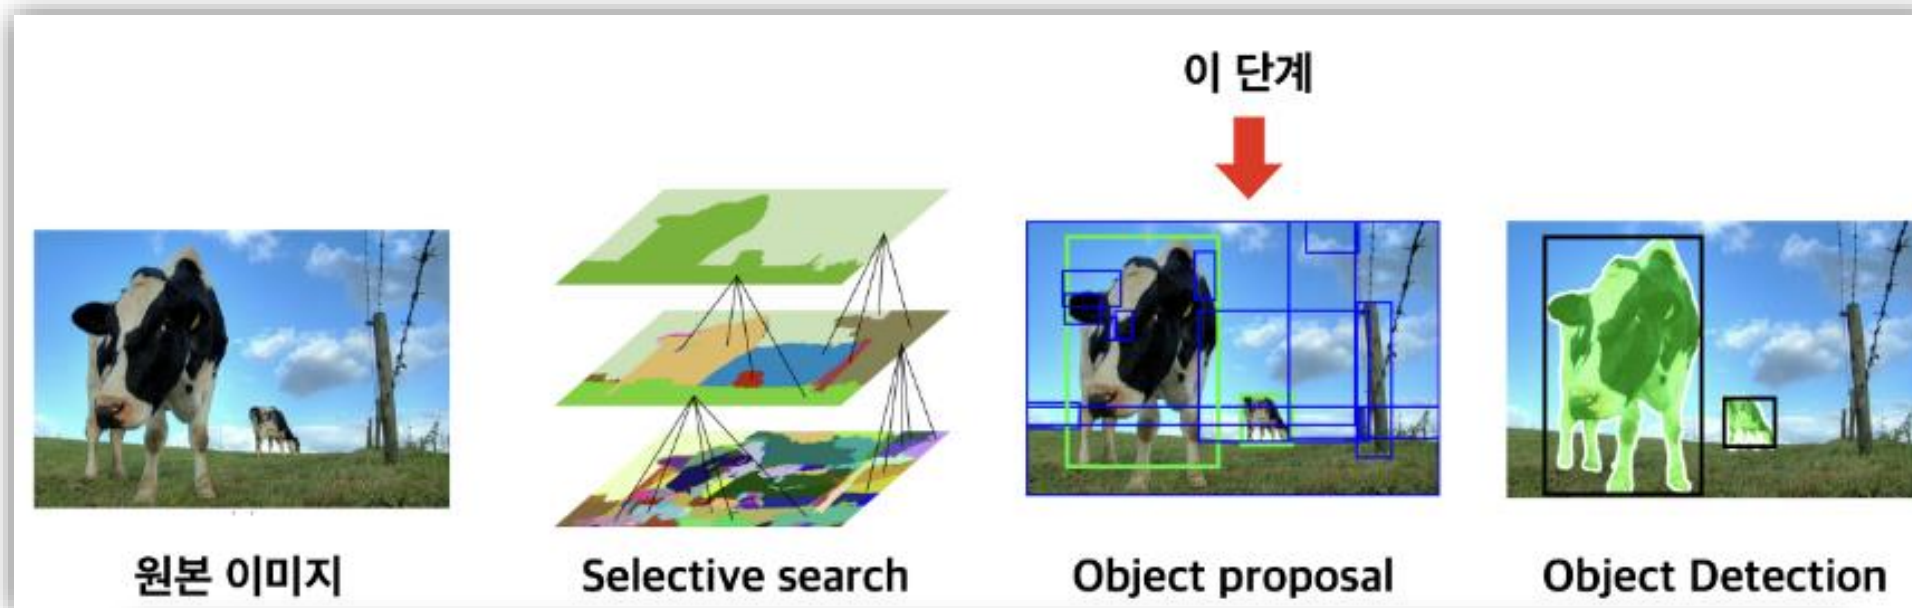 이 단계
원본 이미지
Selective search
Object proposal
Object Detection